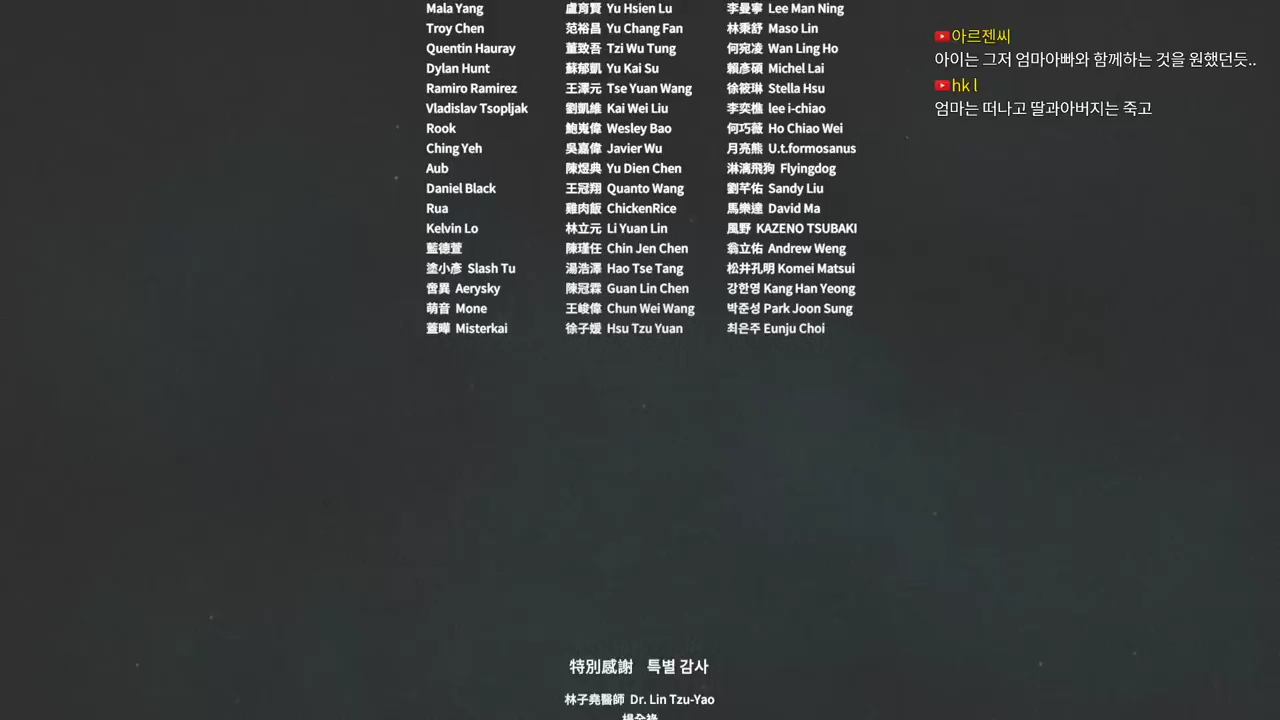 Mala Yang
Troy Chen
Quentin Hauray
Dylan Hunt
Ramiro Ramirez
Vladislav Tsopljak
Rook
Ching Yeh
Aub
Daniel Black
Rua
Kelvin Lo
藍德萱
塗小彥 Slash Tu
雷異 Aerysky
萌音 Mone
蓋曄 Misterkai
盧育賢 Yu Hsien Lu
范裕昌 Yu Chang Fan
董致吾 Tzi Wu Tung
蘇郁凱 Yu Kai Su
王澤元 Tse Yuan Wang
劉凱維 Kai Wei Liu
鮑嵬偉 Wesley Bao
吳嘉偉 Javier Wu
陳煜典 Yu Dien Chen
王冠翔 Quanto Wang
雞肉飯 ChickenRice
林立元 Li Yuan Lin
陳瑾任 Chin Jen Chen
湯浩澤 Hao Tse Tang
陳冠霖 Guan Lin Chen
王峻偉 Chun Wei Wang
徐子媛 Hsu Tzu Yuan
李曼寧 Lee Man Ning
林秉舒 Maso Lin
何宛凌 Wan Ling Ho
賴彥碩 Michel Lai
徐筱琳 Stella Hsu
李奕樵 lee i-chiao
何巧薇 Ho Chiao Wei
月亮熊 U.t.formosanus
淋漓飛狗 Flyingdog
劉芊佑 Sandy Liu
馬樂達 David Ma
風野 KAZENO TSUBAKI
翁立佑 Andrew Weng
松井孔明 Komei Matsui
강한영 Kang Han Yeong
박준성 Park Joon Sung
최은주 Eunju Choi
아르젠씨
아이는 그저 엄마아빠와 함께하는 것을 원했던듯..
hk l
엄마는 떠나고 딸과아버지는 죽고
特別感謝 특별 감사
林子堯醫師 Dr. Lin Tzu-Yao